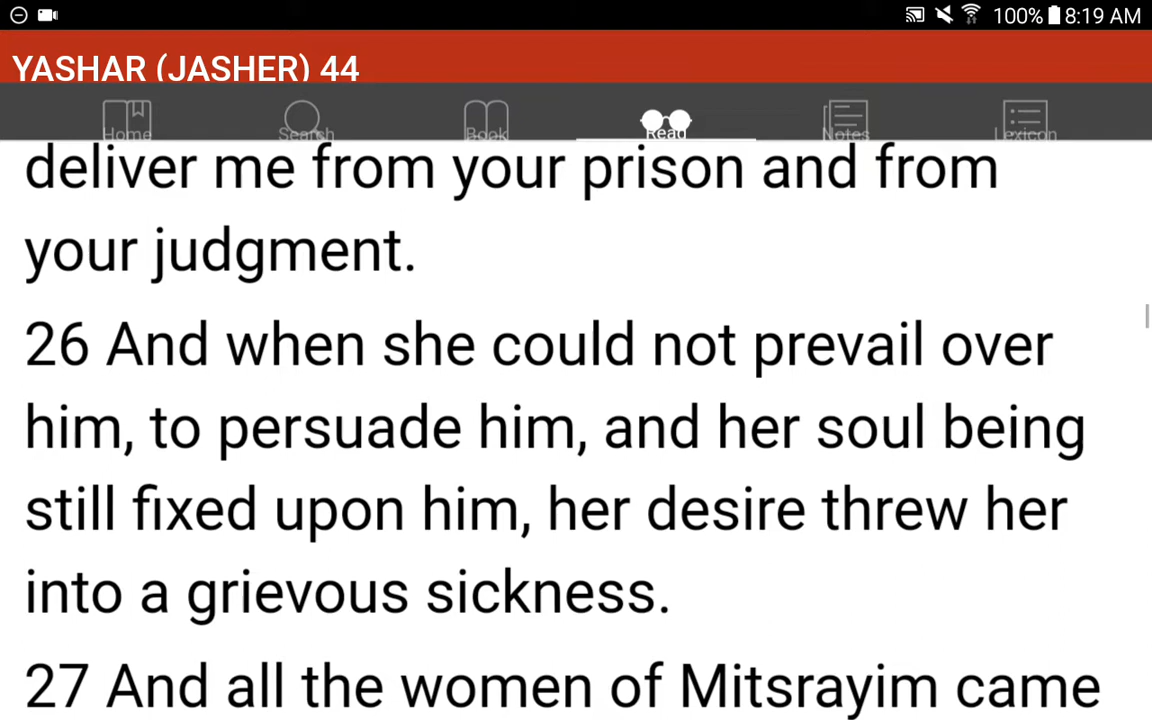 100% 8:19 AM
YASHAR (JASHER) 44
Home Search Book Read Notes Lexicon
deliver me from your prison and from
your judgment.
26 And when she could not prevail over
him, to persuade him, and her soul being
still fixed upon him, her desire threw her
into a grievous sickness.
27 And all the women of Mitsrayim came